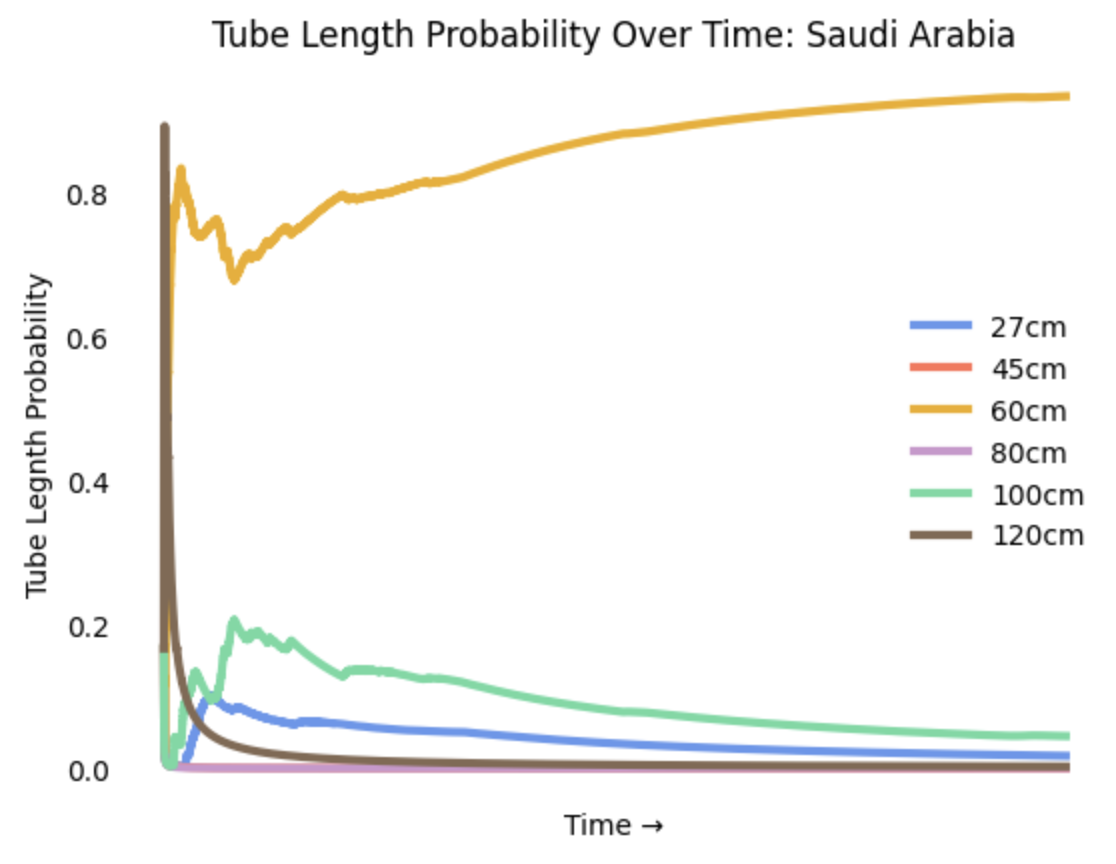 Tube Length Probability Over Time: Saudi Arabia
Tube Legnth Probability
0.8
0.6
0.4
0.2
0.0
27cm
45cm
60cm
80cm
100cm
120cm
Time →